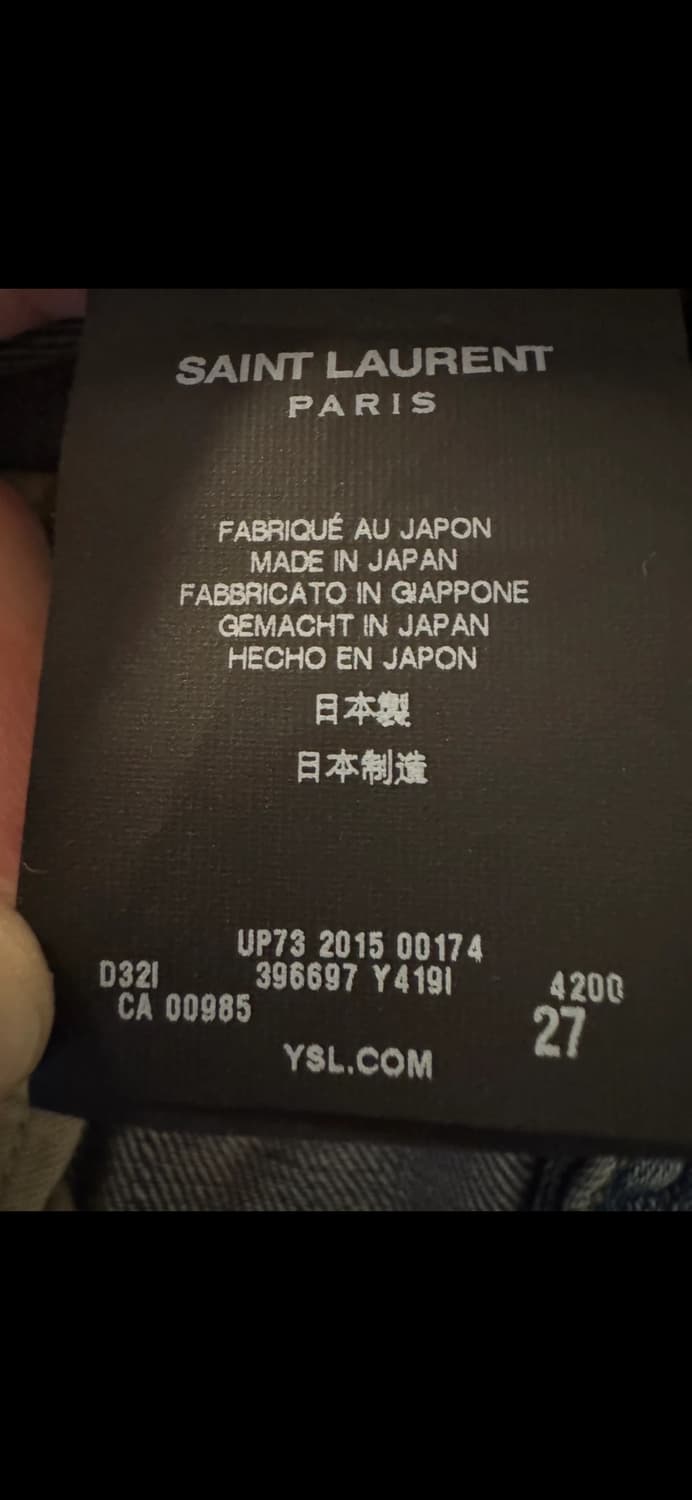 SAINT LAURENT
PARIS
FABRIQUÉ AU JAPON
MADE IN JAPAN
FABBRICATO IN GIAPPONE
GEMACHT IN JAPAN
HECHO EN JAPON
日本製
日本制造
UP73 2015 00174
D32I 396697 Y419I 4200
CA 00985 27
YSL.COM